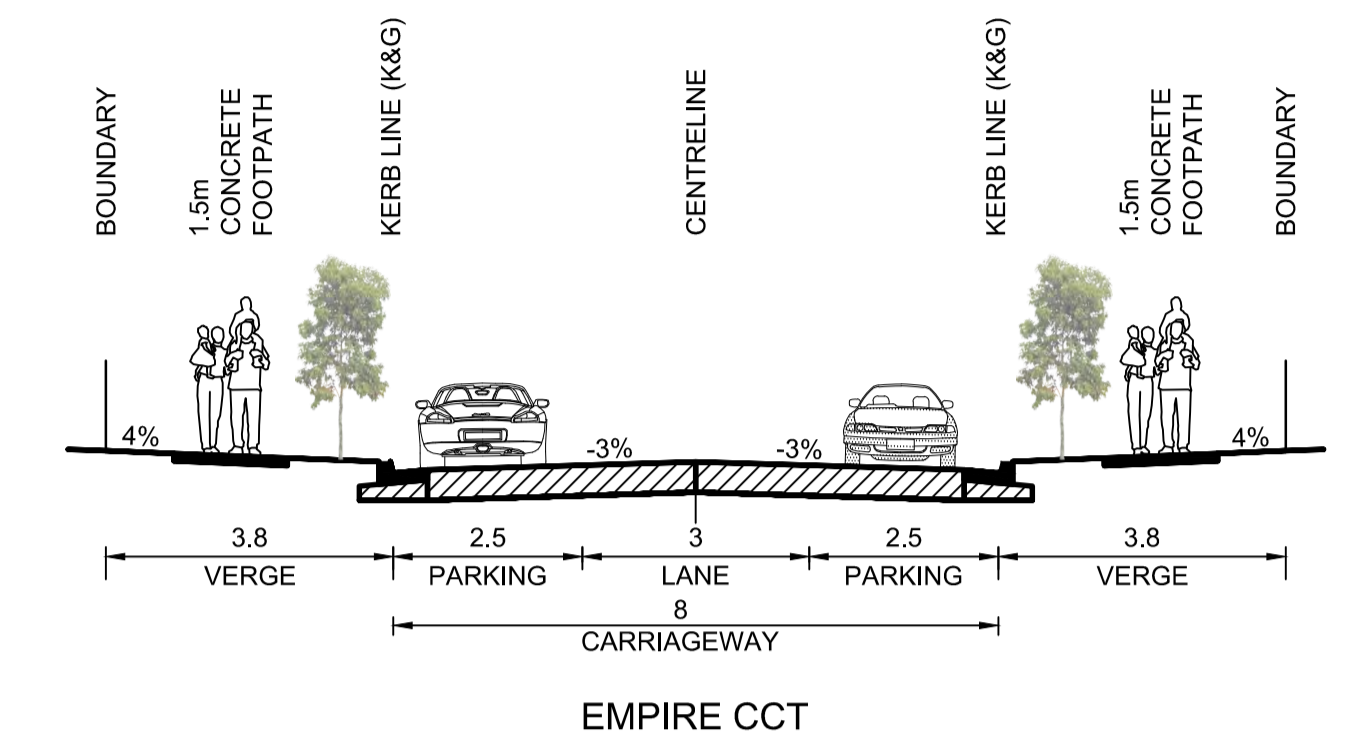 BOUNDARY
1.5m
CONCRETE
FOOTPATH
KERB LINE (K&G)
CENTRELINE
KERB LINE (K&G)
1.5m
CONCRETE
FOOTPATH
BOUNDARY
4%
-3%
-3%
4%
3.8
2.5
3
2.5
3.8
VERGE
PARKING
LANE
PARKING
VERGE
8
CARRIAGEWAY
EMPIRE CCT